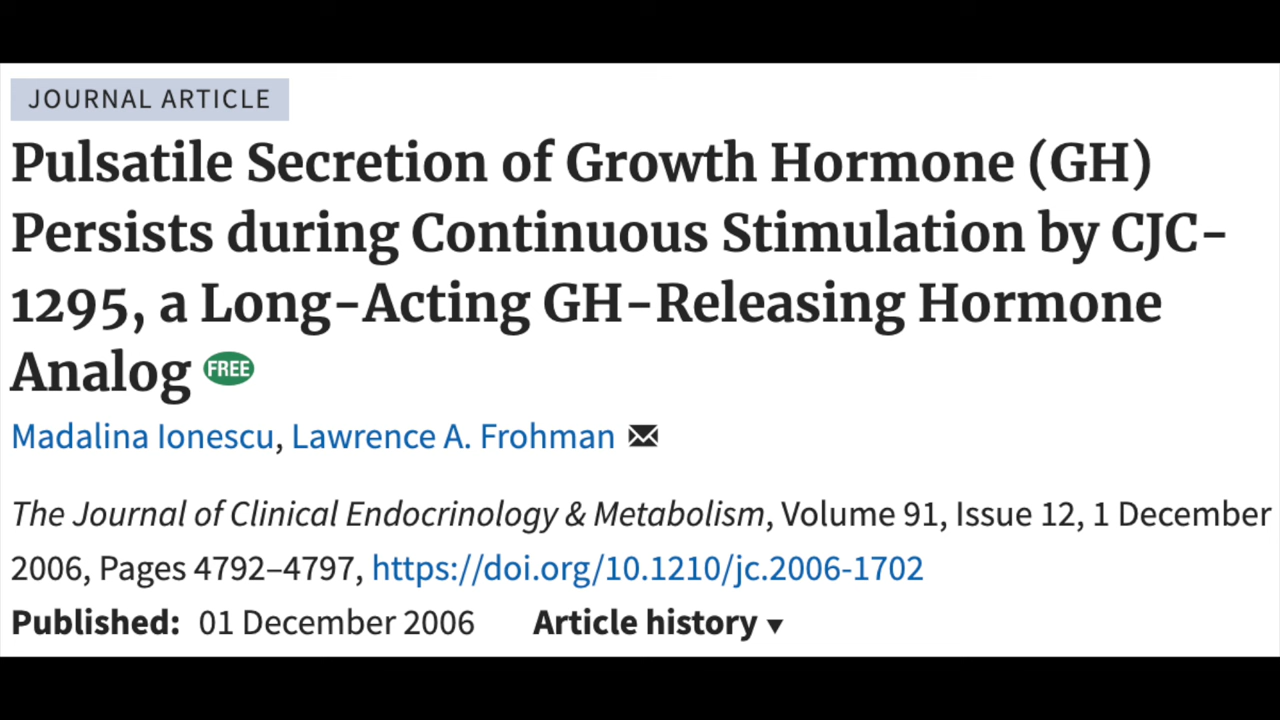 JOURNAL ARTICLE
Pulsatile Secretion of Growth Hormone (GH)
Persists during Continuous Stimulation by CJC-
1295, a Long-Acting GH-Releasing Hormone
Analog FREE
Madalina Ionescu, Lawrence A. Frohman
The Journal of Clinical Endocrinology & Metabolism, Volume 91, Issue 12, 1 December
2006, Pages 4792–4797, https://doi.org/10.1210/jc.2006-1702
Published: 01 December 2006 Article history